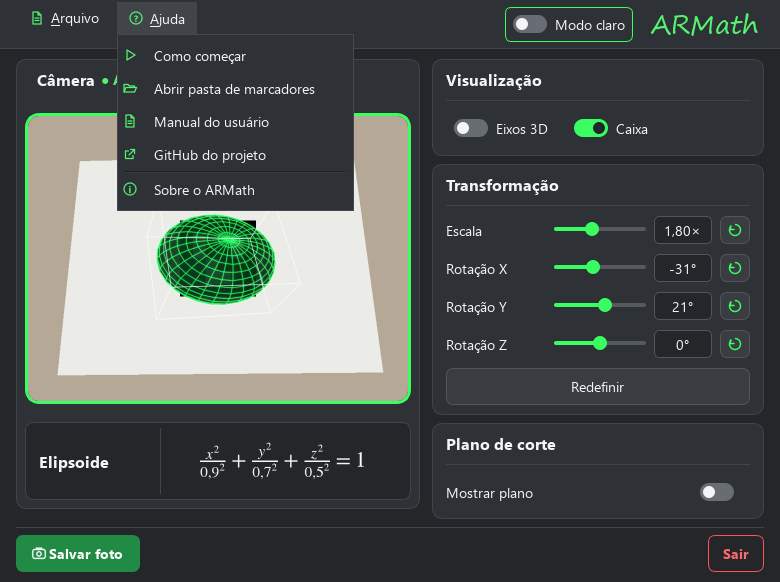 Arquivo
Ajuda
Modo claro
ARMath
Como começar
Abrir pasta de marcadores
Manual do usuário
GitHub do projeto
Sobre o ARMath
Câmera
Elipsoide
x²/0,9² + y²/0,7² + z²/0,5² = 1
Visualização
Eixos 3D
Caixa
Transformação
Escala
1,80×
Rotação X
-31°
Rotação Y
21°
Rotação Z
0°
Redefinir
Plano de corte
Mostrar plano
Salvar foto
Sair